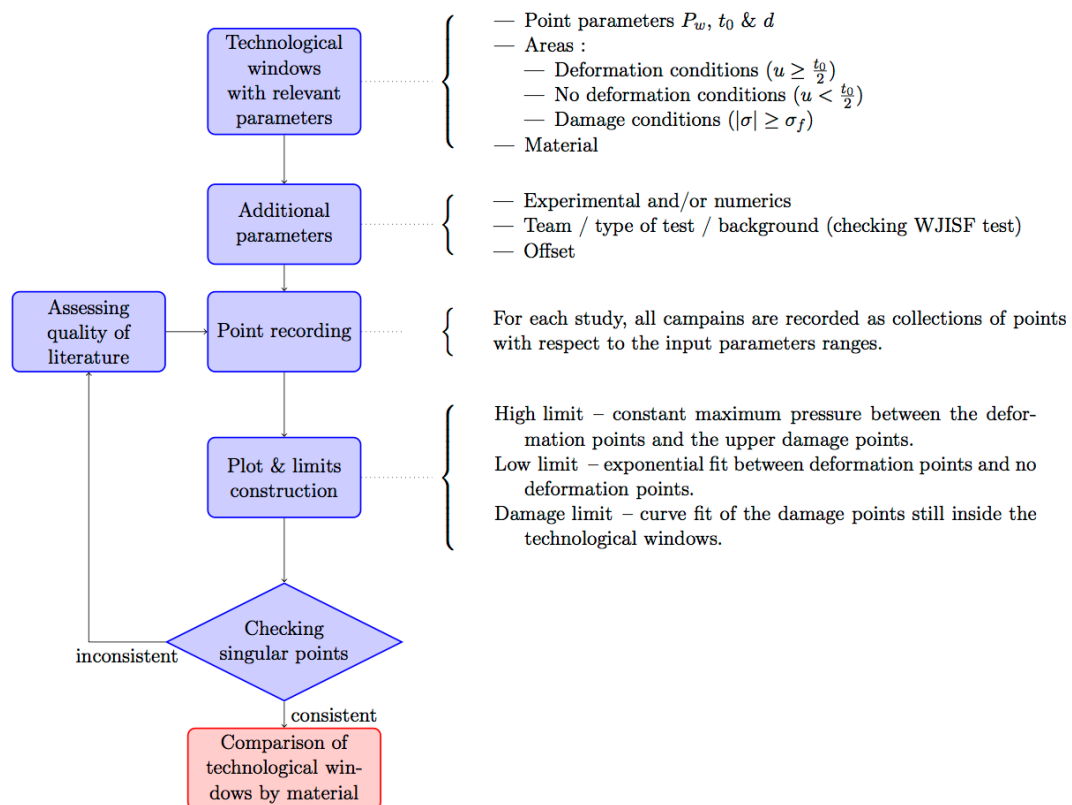 Technological
windows
with relevant
parameters
— Point parameters P_w, t_0 & d
— Areas :
— Deformation conditions (u ≥ t_0/2)
— No deformation conditions (u < t_0/2)
— Damage conditions (|σ| ≥ σ_f)
— Material
Additional
parameters
— Experimental and/or numerics
— Team / type of test / background (checking WJISF test)
— Offset
Assessing
quality of
literature
Point recording
For each study, all campains are recorded as collections of points
with respect to the input parameters ranges.
Plot & limits
construction
High limit – constant maximum pressure between the defor-
mation points and the upper damage points.
Low limit – exponential fit between deformation points and no
deformation points.
Damage limit – curve fit of the damage points still inside the
technological windows.
Checking
singular points
inconsistent
consistent
Comparison of
technological win-
dows by material